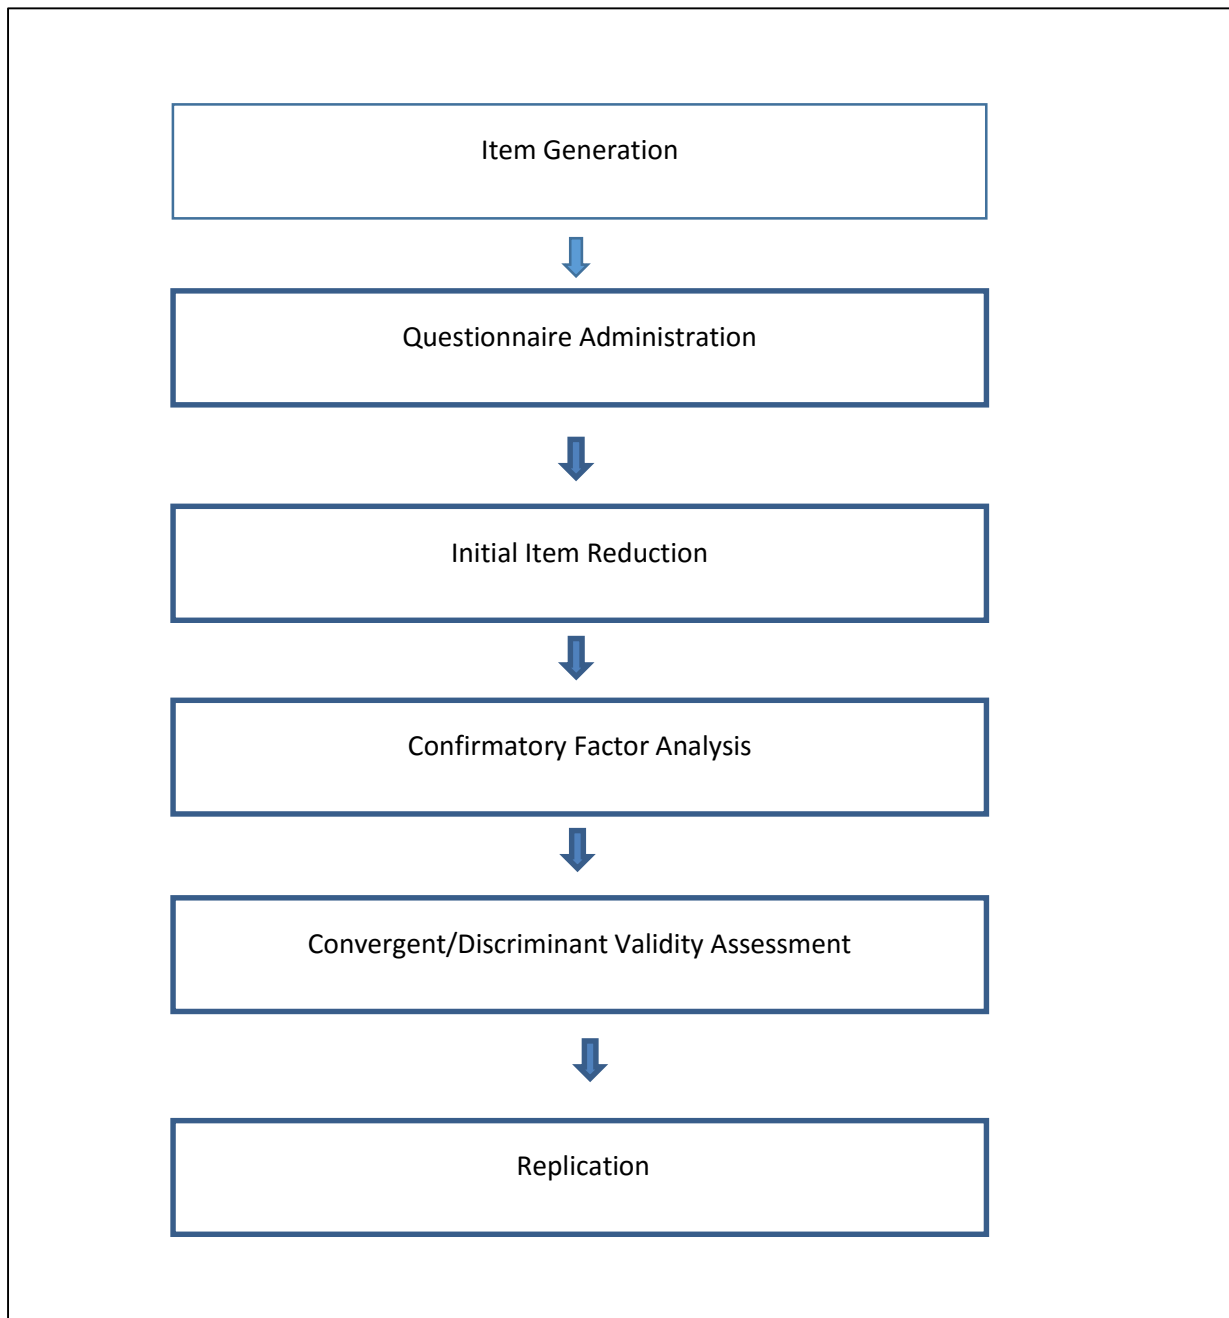 Item Generation
Questionnaire Administration
Initial Item Reduction
Confirmatory Factor Analysis
Convergent/Discriminant Validity Assessment
Replication